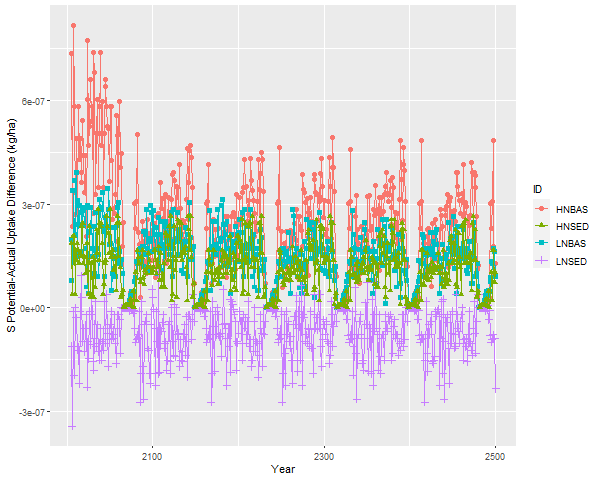 S Potential-Actual Uptake Difference (kg/ha)
6e-07
3e-07
0e+00
-3e-07
2100
2300
2500
Year
ID
HNBAS
HNSED
LNBAS
LNSED